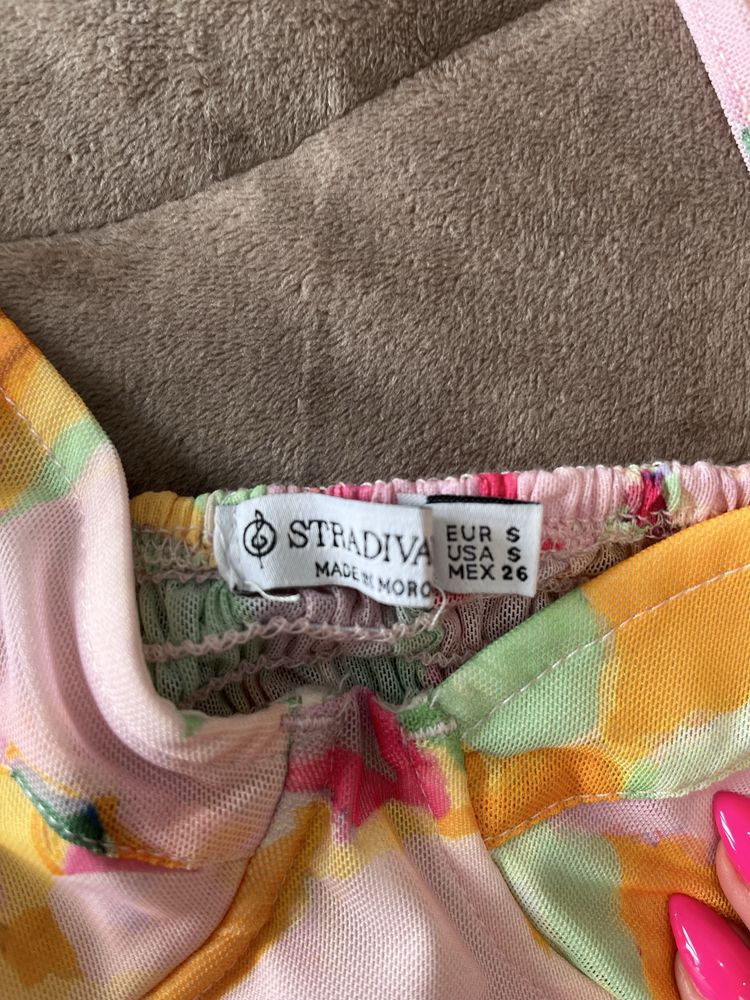 STRADIVA
MADE IN MORO
EUR S
USA S
MEX 26